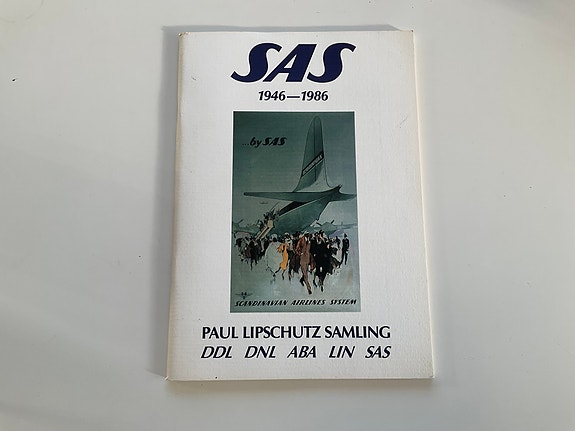 SAS
1946—1986
...by SAS
SCANDINAVIAN AIRLINES SYSTEM
PAUL LIPSCHUTZ SAMLING
DDL DNL ABA LIN SAS